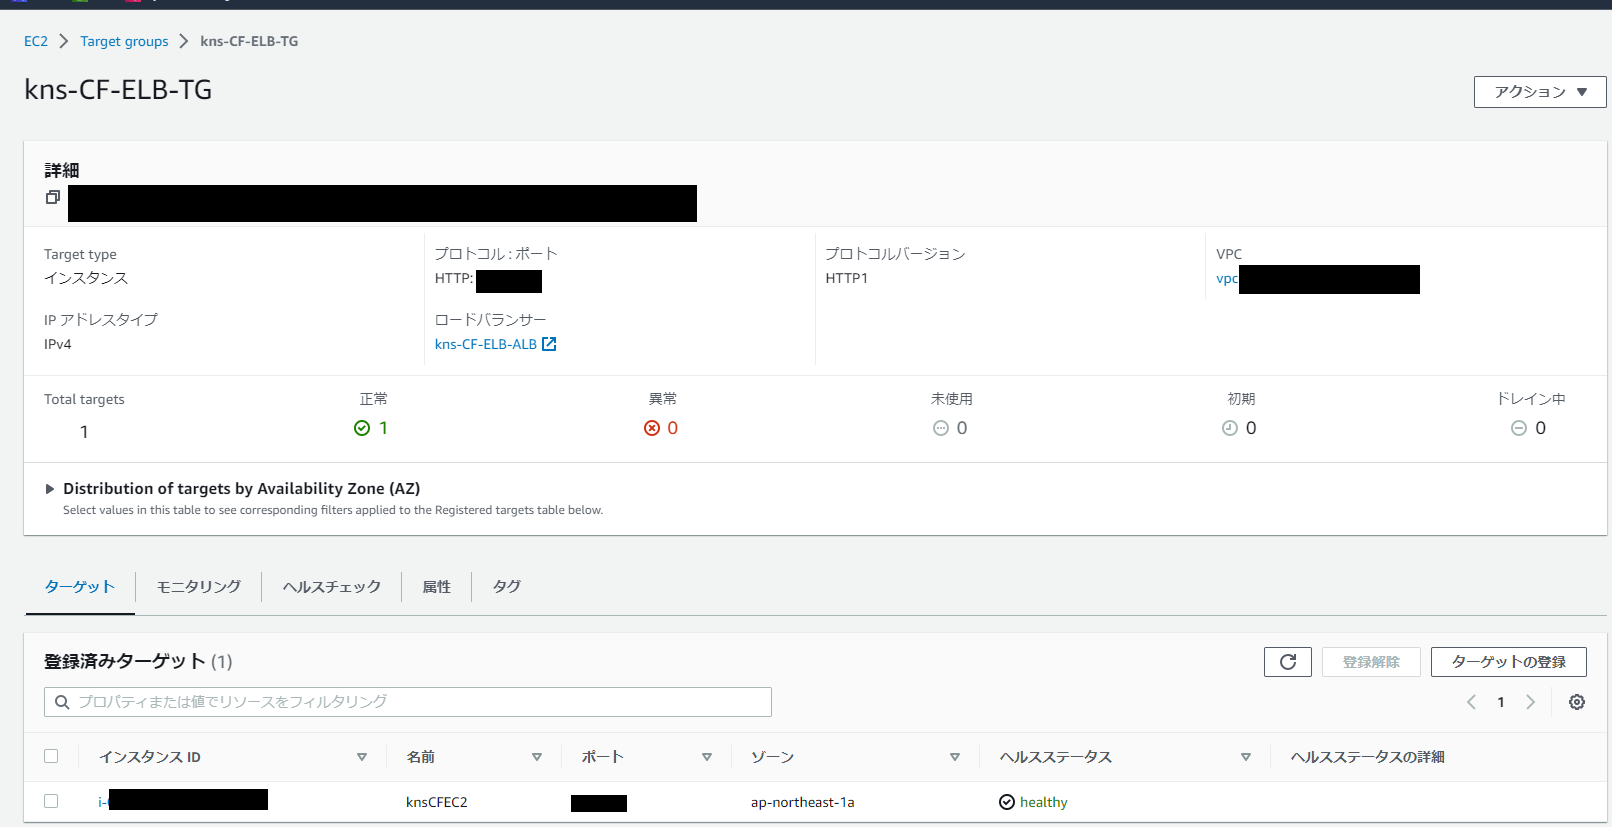 EC2 > Target groups > kns-CF-ELB-TG
kns-CF-ELB-TG
アクション ▼
詳細
Target type
インスタンス
プロトコル : ポート
HTTP:
プロトコルバージョン
HTTP1
VPC
vpc
IP アドレスタイプ
IPv4
ロードバランサー
kns-CF-ELB-ALB
Total targets
1
正常
1
異常
0
未使用
0
初期
0
ドレイン中
0
Distribution of targets by Availability Zone (AZ)
Select values in this table to see corresponding filters applied to the Registered targets table below.
ターゲット モニタリング ヘルスチェック 属性 タグ
登録済みターゲット (1)
登録解除 ターゲットの登録
プロパティまたは値でリソースをフィルタリング
1
インスタンス ID 名前 ポート ゾーン ヘルスステータス ヘルスステータスの詳細
i- knsCFEC2 ap-northeast-1a healthy